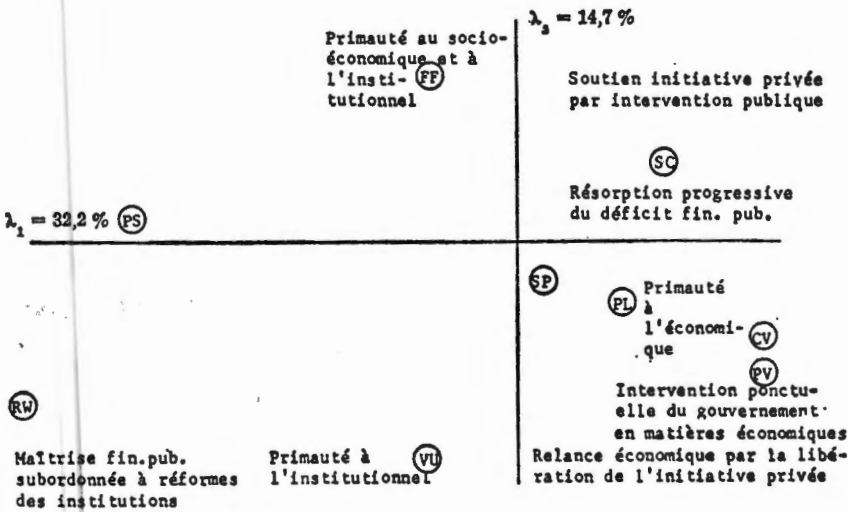 λ₃ = 14,7 %
Primauté au socio-
économique et à
l'insti- FF
tutionnel
Soutien initiative privée
par intervention publique
SC
Résorption progressive
du déficit fin. pub.
λ₁ = 32,2 % PS
SP
PL Primauté
à
l'économi- CV
que
PV
Intervention ponctu-
elle du gouvernement
en matières économiques
RW
Maîtrise fin.pub.
subordonnée à réformes
des institutions
Primauté à VU
l'institutionnel
Relance économique par la libé-
ration de l'initiative privée